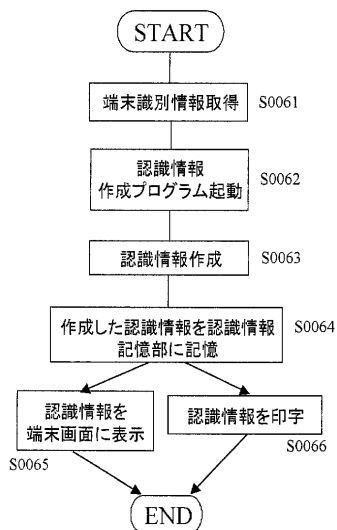 START
端末識別情報取得
S0061
認識情報
作成プログラム起動
S0062
認識情報作成
S0063
作成した認識情報を認識情報
記憶部に記憶
S0064
認識情報を
端末画面に表示
S0065
認識情報を印字
S0066
END